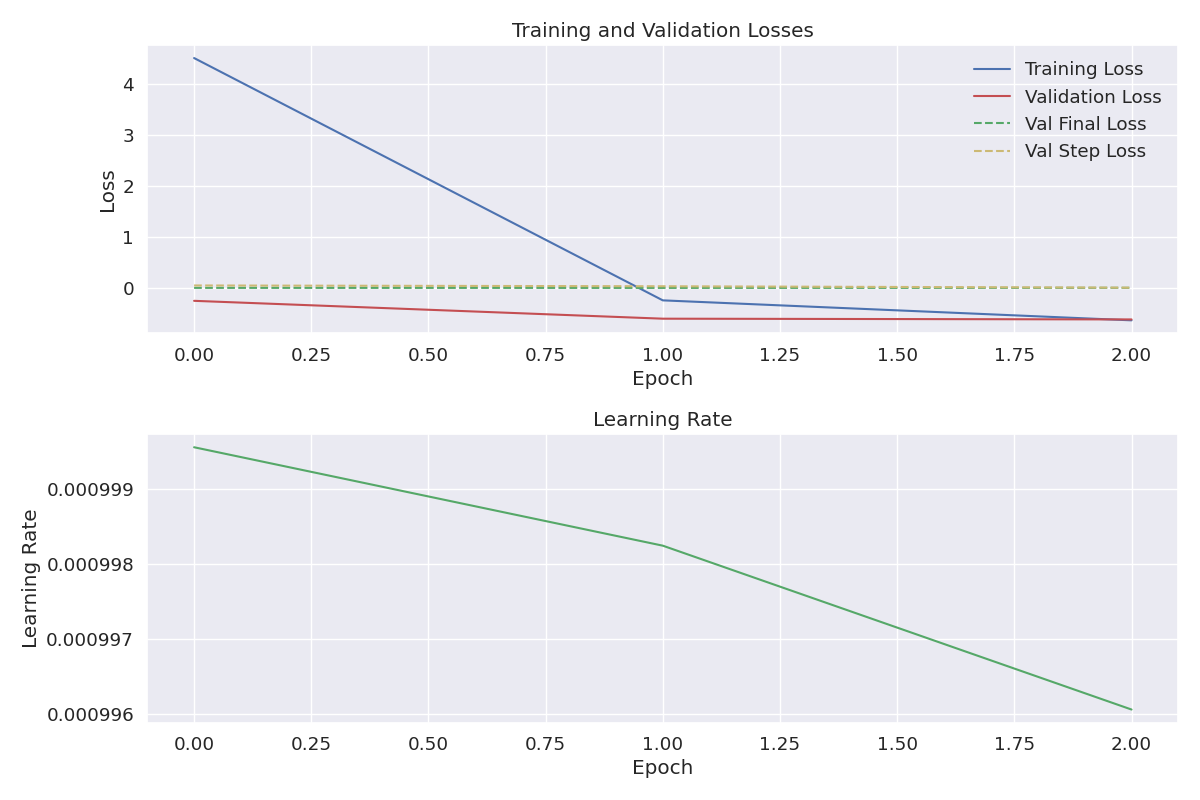 Training and Validation Losses
Loss
4
3
2
1
0
Training Loss
Validation Loss
Val Final Loss
Val Step Loss
0.00 0.25 0.50 0.75 1.00 1.25 1.50 1.75 2.00
Epoch
Learning Rate
Learning Rate
0.000999
0.000998
0.000997
0.000996
0.00 0.25 0.50 0.75 1.00 1.25 1.50 1.75 2.00
Epoch